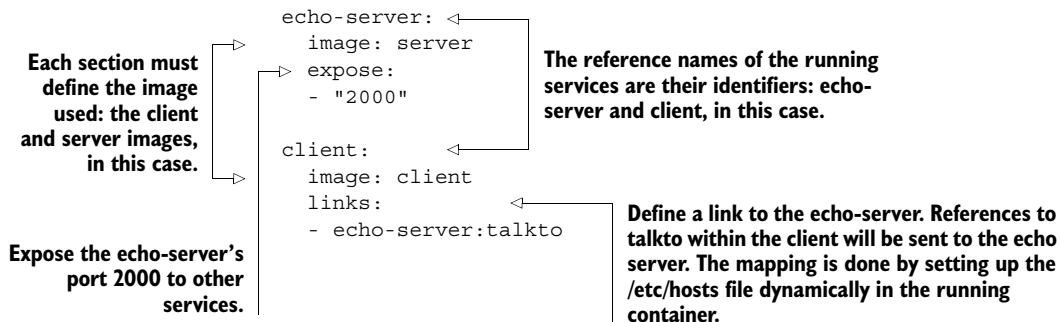 echo-server:
image: server
expose:
- "2000"
client:
image: client
links:
- echo-server:talkto
Each section must
define the image
used: the client
and server images,
in this case.
Expose the echo-server's
port 2000 to other
services.
The reference names of the running
services are their identifiers: echo-
server and client, in this case.
Define a link to the echo-server. References to
talkto within the client will be sent to the echo
server. The mapping is done by setting up the
/etc/hosts file dynamically in the running
container.